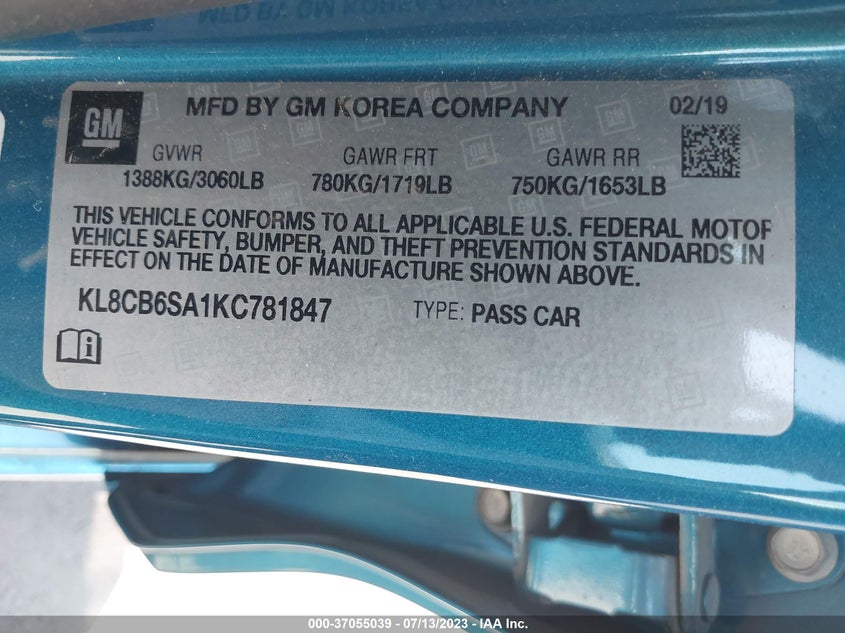 GM
MFD BY GM KOREA COMPANY 02/19
GVWR GAWR FRT GAWR RR
1388KG/3060LB 780KG/1719LB 750KG/1653LB
THIS VEHICLE CONFORMS TO ALL APPLICABLE U.S. FEDERAL MOTOR
VEHICLE SAFETY, BUMPER, AND THEFT PREVENTION STANDARDS IN
EFFECT ON THE DATE OF MANUFACTURE SHOWN ABOVE.
KL8CB6SA1KC781847 TYPE: PASS CAR
000-37055039 - 07/13/2023 - IAA Inc.